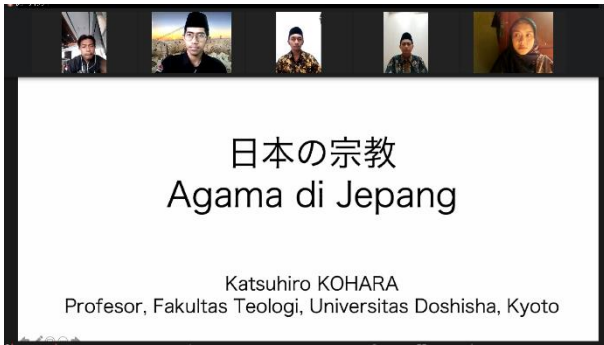 日本の宗教
Agama di Jepang
Katsuhiro KOHARA
Profesor, Fakultas Teologi, Universitas Doshisha, Kyoto